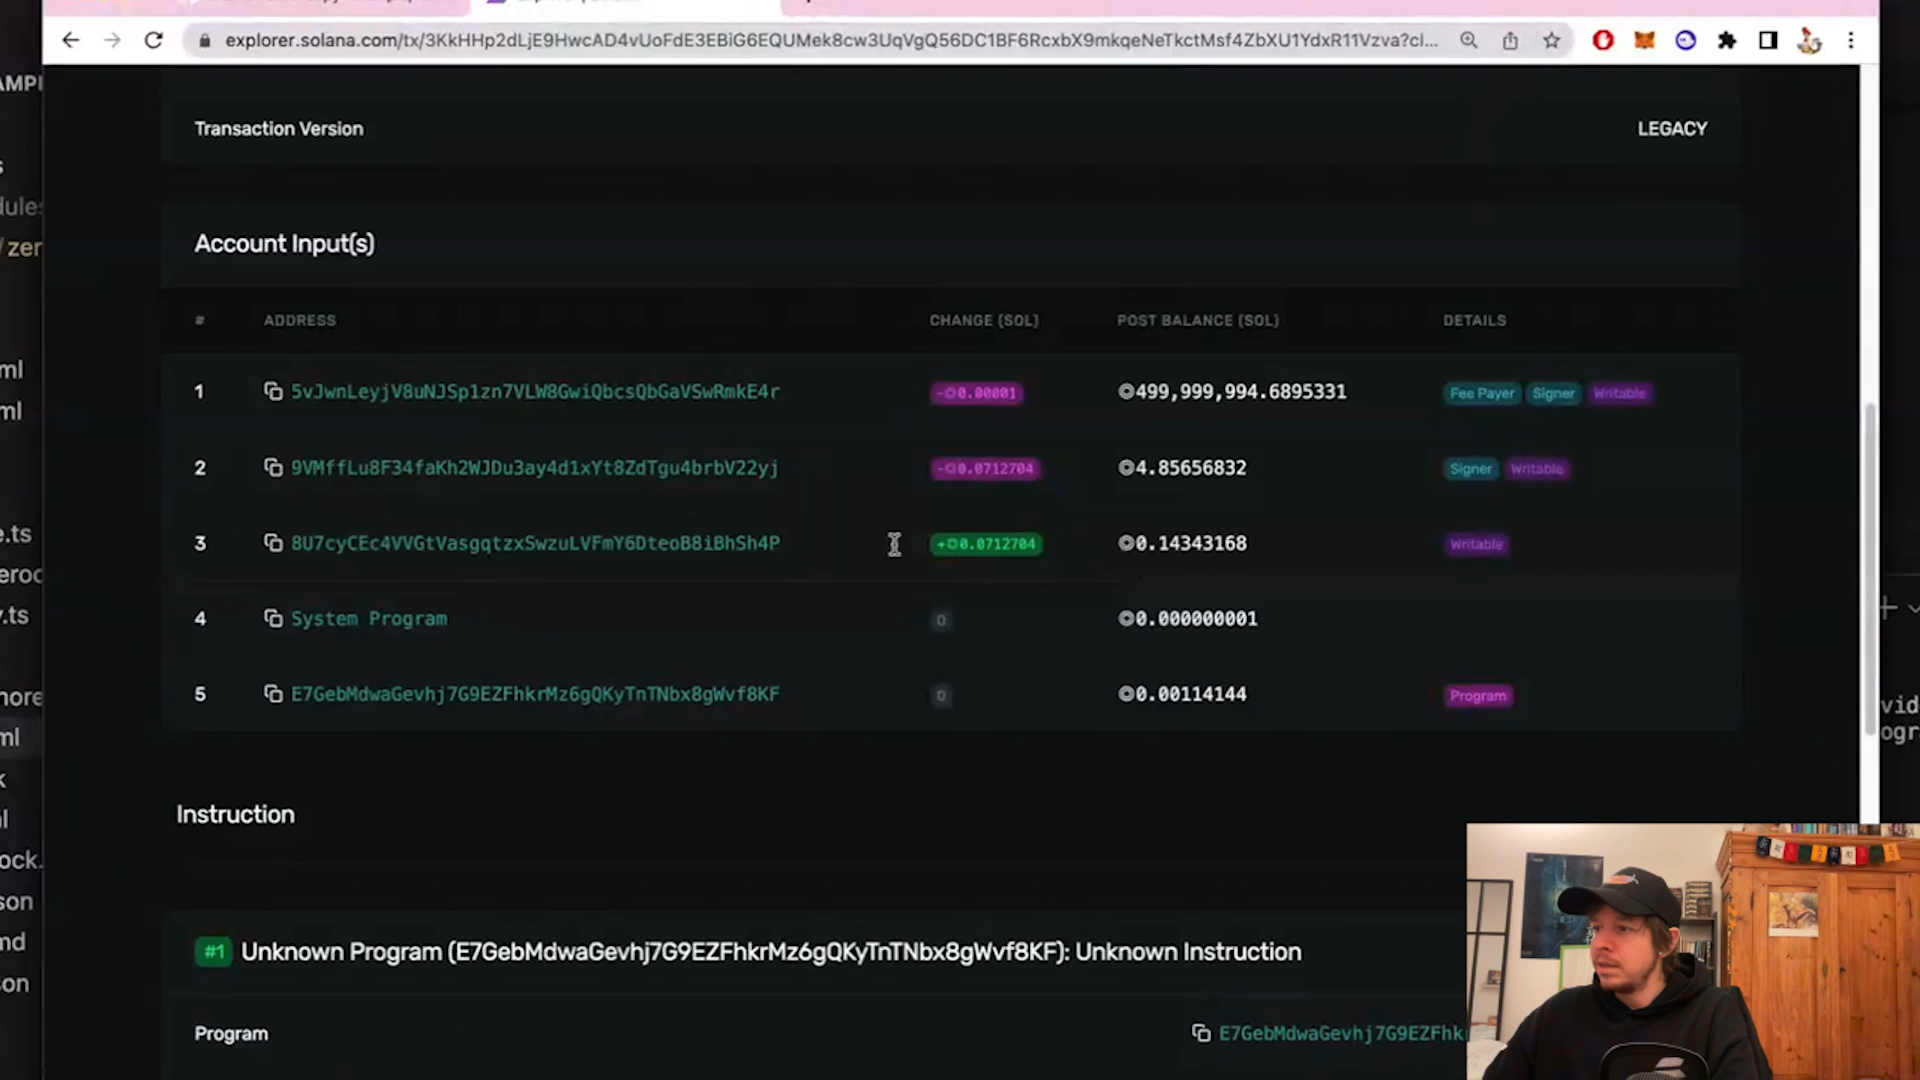 explorer.solana.com/tx/3KkHHp2dLjE9HwcAD4vUoFdE3EBiG6EQUMek8cw3UqVgQ56DC1BF6RcxbX9mkqeNeTkctMsf4ZbXU1YdxR11Vzva?cl...
Transaction Version LEGACY
Account Input(s)
# ADDRESS CHANGE (SOL) POST BALANCE (SOL) DETAILS
1 5vJwnLeyjV8uNJSp1zn7VLW8GwiQbcsQbGaVSwRmkE4r -◎0.00001 ◎499,999,994.6895331 Fee Payer Signer Writable
2 9VMffLu8F34faKh2WJDu3ay4d1xYt8ZdTgu4brbV22yj -◎0.0712704 ◎4.85656832 Signer Writable
3 8U7cyCEc4VVGtVasgqtzxSwzuLVFmY6DteoB8iBhSh4P +◎0.0712704 ◎0.14343168 Writable
4 System Program 0 ◎0.000000001
5 E7GebMdwaGevhj7G9EZFhkrMz6gQKyTnTNbx8gWvf8KF 0 ◎0.00114144 Program
Instruction
#1 Unknown Program (E7GebMdwaGevhj7G9EZFhkrMz6gQKyTnTNbx8gWvf8KF): Unknown Instruction
Program E7GebMdwaGevhj7G9EZFhk